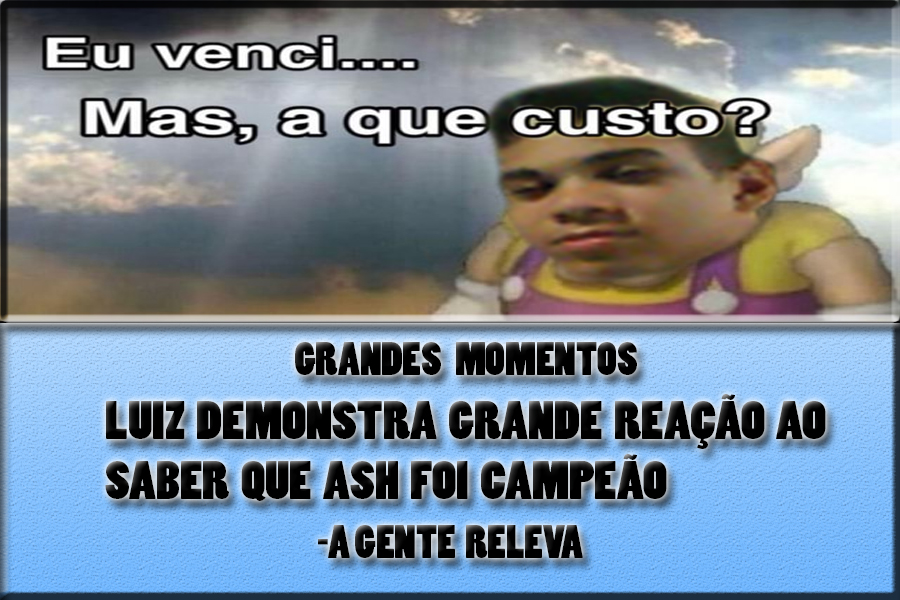 Eu venci....
Mas, a que custo?
GRANDES MOMENTOS
LUIZ DEMONSTRA GRANDE REAÇÃO AO
SABER QUE ASH FOI CAMPEÃO
-A GENTE RELEVA